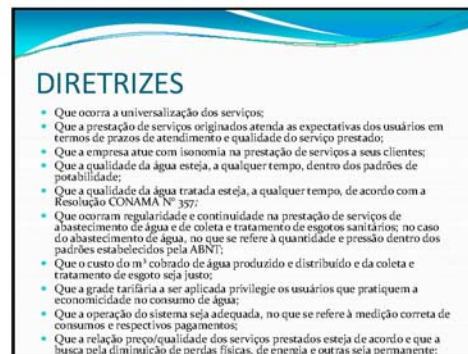 DIRETRIZES
• Que ocorra a universalização dos serviços;
• Que a prestação de serviços originados atenda as expectativas dos usuários em
termos de prazos de atendimento e qualidade do serviço prestado;
• Que a empresa atue com isonomia na prestação de serviços a seus clientes;
• Que a qualidade da água esteja, a qualquer tempo, dentro dos padrões de
potabilidade;
• Que a qualidade da água tratada esteja, a qualquer tempo, de acordo com a
Resolução CONAMA Nº 357;
• Que ocorram regularidade e continuidade na prestação de serviços de
abastecimento de água e de coleta e tratamento de esgotos sanitários; no caso
do abastecimento de água, no que se refere à quantidade e pressão dentro dos
padrões estabelecidos pela ABNT;
• Que o custo do m³ cobrado de água produzido e distribuído e da coleta e
tratamento de esgoto seja justo;
• Que a grade tarifária a ser aplicada privilegie os usuários que pratiquem a
economicidade no consumo de água;
• Que a operação do sistema seja adequada, no que se refere à medição correta de
consumos e respectivos pagamentos;
• Que a relação preço/qualidade dos serviços prestados esteja de acordo e que a
busca pela diminuição de perdas físicas, de energia e outras seja permanente;